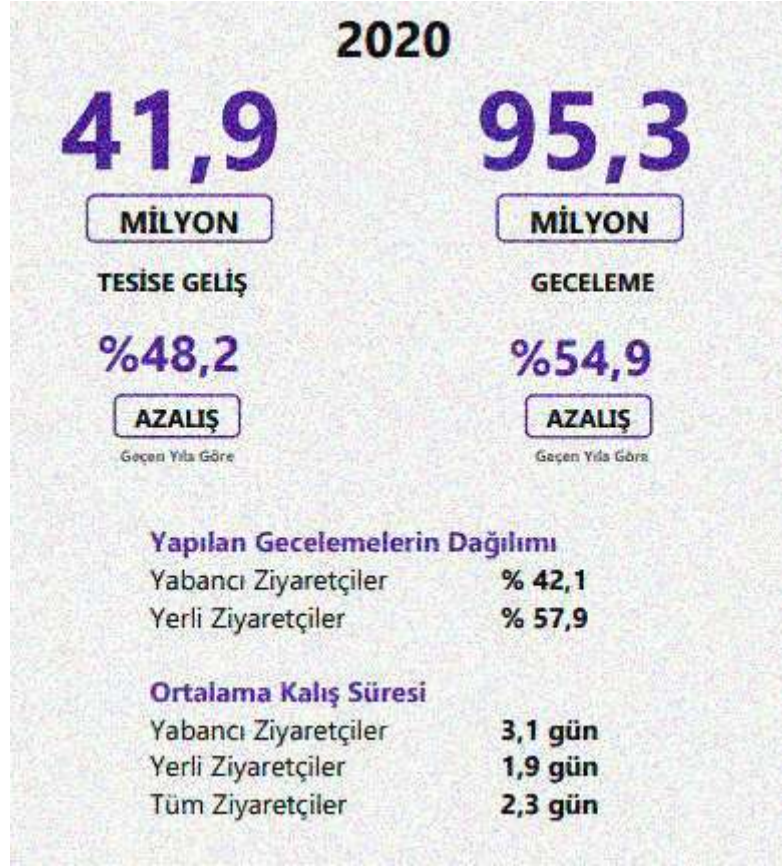 2020
41,9 95,3
MİLYON MİLYON
TESİSE GELİŞ GECELEME
%48,2 %54,9
AZALIŞ AZALIŞ
Geçen Yıla Göre Geçen Yıla Göre
Yapılan Gecelemelerin Dağılımı
Yabancı Ziyaretçiler % 42,1
Yerli Ziyaretçiler % 57,9
Ortalama Kalış Süresi
Yabancı Ziyaretçiler 3,1 gün
Yerli Ziyaretçiler 1,9 gün
Tüm Ziyaretçiler 2,3 gün